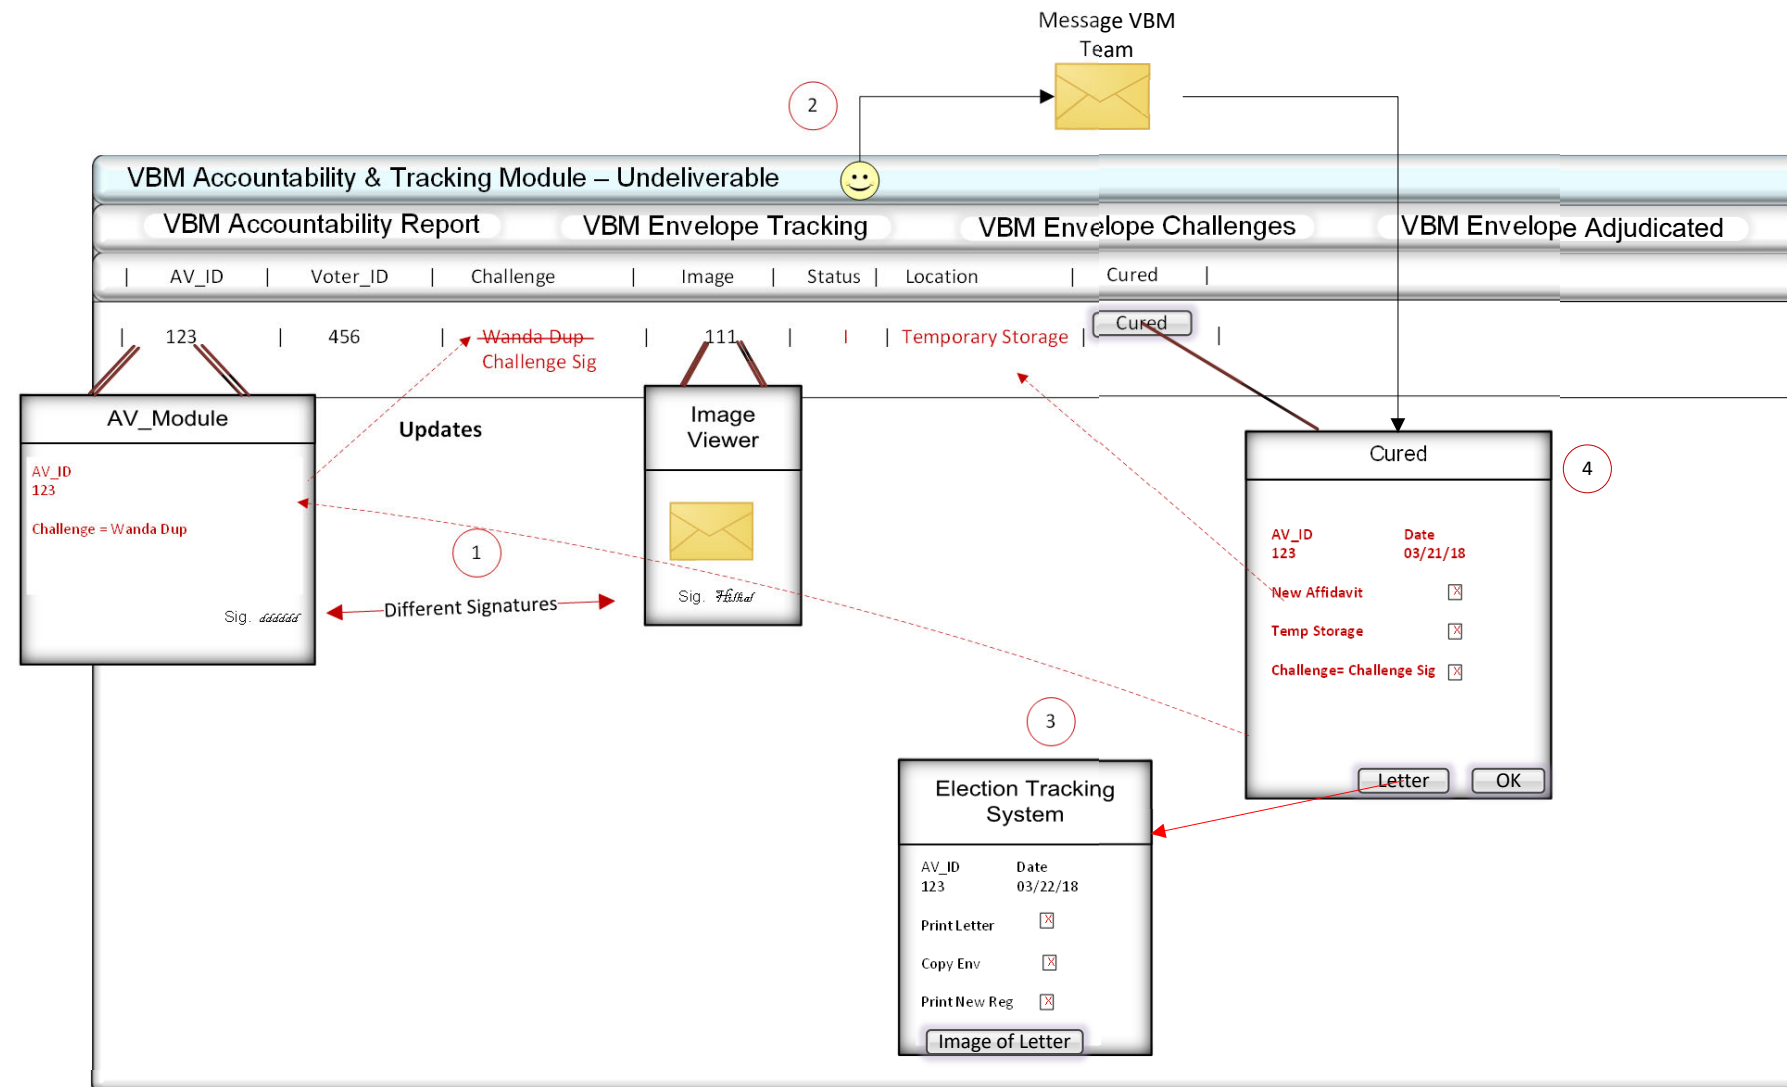 Message VBM
Team
2
VBM Accountability & Tracking Module – Undeliverable
VBM Accountability Report VBM Envelope Tracking VBM Envelope Challenges VBM Envelope Adjudicated
| AV_ID | Voter_ID | Challenge | Image | Status | Location | Cured |
| 123 | 456 | Wanda Dup | 111 | I | Temporary Storage | Cured |
Challenge Sig
AV_Module
AV_ID
123
Challenge = Wanda Dup
Sig. dddddd
Updates
1
Different Signatures
Image
Viewer
Sig.
Cured
4
AV_ID Date
123 03/21/18
New Affidavit X
Temp Storage X
Challenge= Challenge Sig X
Letter OK
3
Election Tracking
System
AV_ID Date
123 03/22/18
Print Letter X
Copy Env X
Print New Reg X
Image of Letter